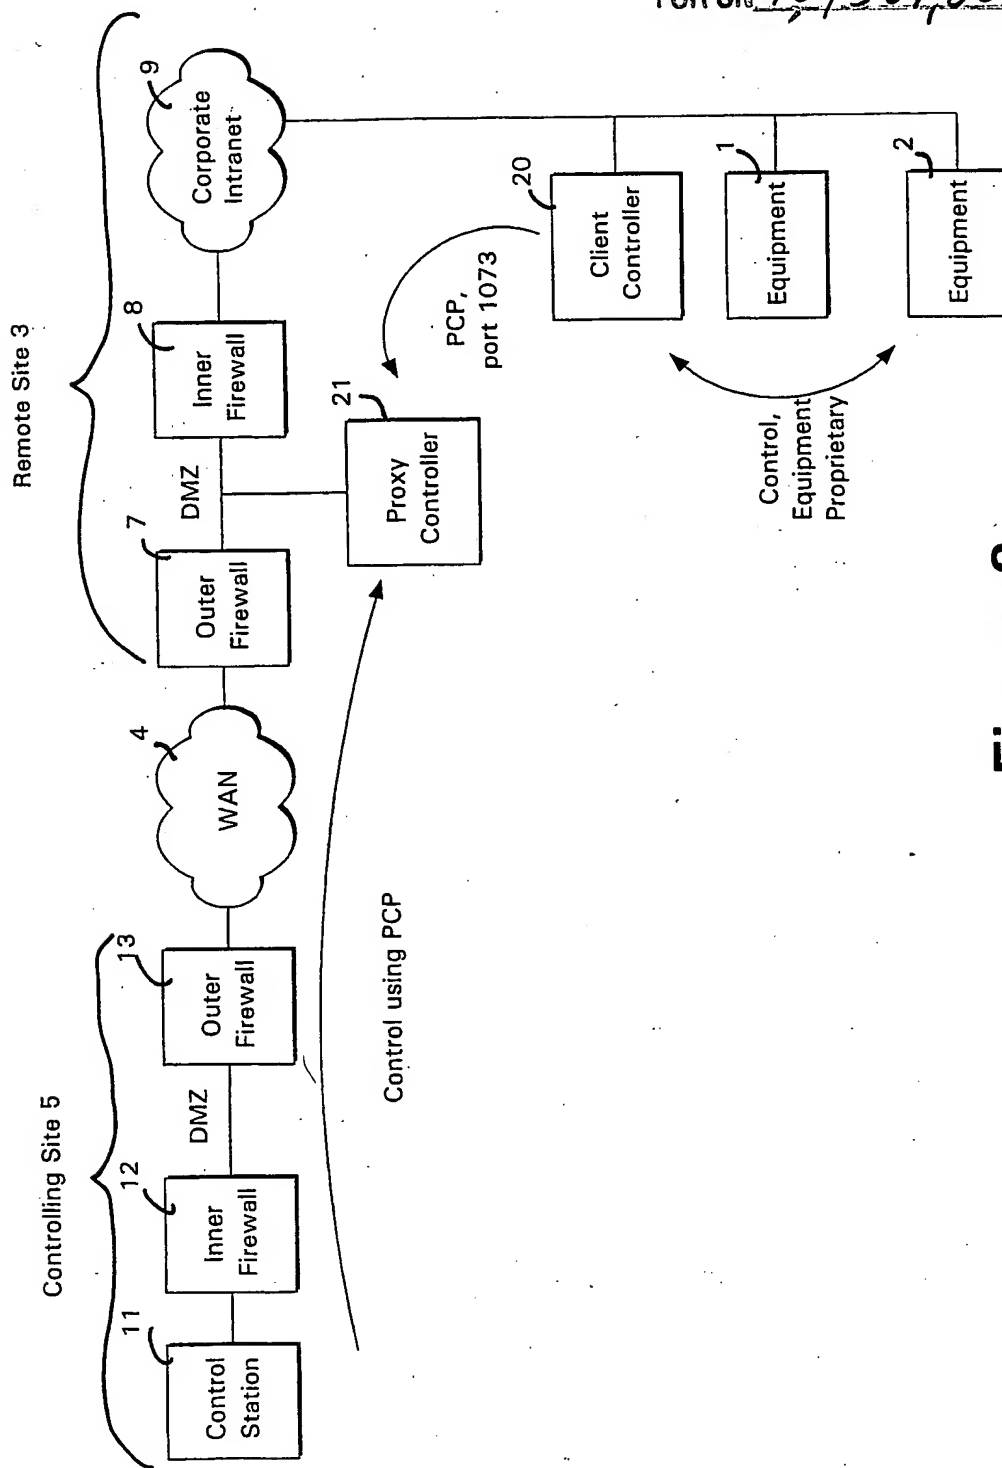 Controlling Site 5
Remote Site 3
11
Control
Station
12
Inner
Firewall
DMZ
13
Outer
Firewall
4
WAN
7
Outer
Firewall
DMZ
8
Inner
Firewall
9
Corporate
Intranet
Control using PCP
21
Proxy
Controller
PCP,
port 1073
20
Client
Controller
1
Equipment
2
Equipment
Control,
Equipment
Proprietary